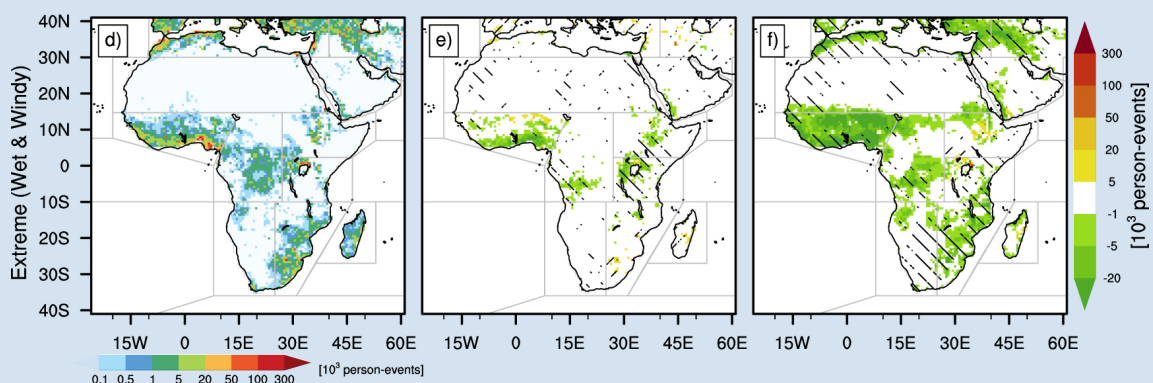 Extreme (Wet & Windy)
d)
e)
f)
40N
30N
20N
10N
0
10S
20S
30S
40S
15W 0 15E 30E 45E 60E
15W 0 15E 30E 45E 60E
15W 0 15E 30E 45E 60E
300
100
50
20
5
-1
-5
-20
[10³ person-events]
0.1 0.5 1 5 20 50 100 300
[10³ person-events]